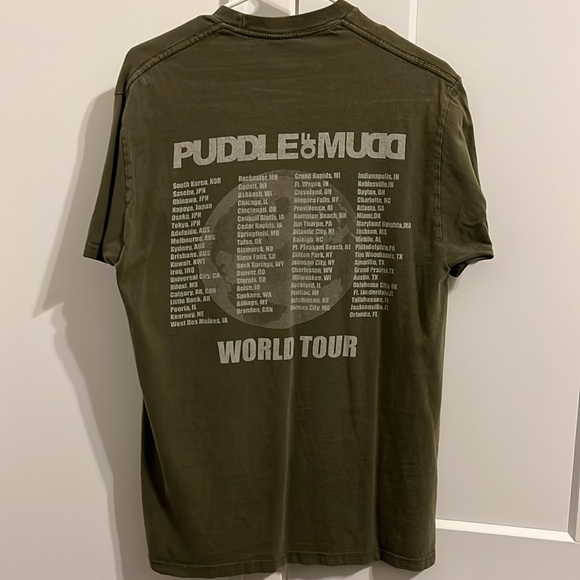 PUDDLE OF MUDD
South Korea, KOR
Saseba, JPN
Okinawa, JPN
Nagoya, Japan
Osaka, JPN
Tokyo, JPN
Adelaide, AUS
Melbourne, AUS
Sydney, AUS
Brisbane, AUS
Kuwait, KWT
Iraq, IRQ
Universal City, CA
Biloxi, MS
Calgary, AB, CAN
Little Rock, AR
Peoria, IL
Kearney, NE
West Des Moines, IA
Rochester, MN
Cadott, WI
Oshkosh, WI
Chicago, IL
Cincinnati, OH
Council Bluffs, IA
Cedar Rapids, IA
Springfield, MO
Tulsa, OK
Bismarck, ND
Sioux Falls, SD
Rock Springs, WY
Denver, CO
Sturgis, SD
Boise, ID
Spokane, WA
Billings, MT
Brandon, CAN
Grand Rapids, MI
Ft. Wayne, IN
Cleveland, OH
Niagara Falls, NY
Providence, RI
Hampton Beach, NH
Jim Thorpe, PA
Atlantic City, NJ
Raleigh, NC
Pt. Pleasant Beach, NJ
Clifton Park, NY
Johnson City, NY
Charleston, WV
Milwaukee, WI
Rockford, IL
Pontiac, MI
Hutchinson, KS
Kansas City, MO
Indianapolis, IN
Noblesville, IN
Dayton, OH
Charlotte, NC
Atlanta, GA
Miami, OK
Maryland Heights, MO
Jackson, MS
Mobile, AL
Philadelphia, PA
The Woodlands, TX
Amarillo, TX
Grand Prairie, TX
Austin, TX
Oklahoma City, OK
Ft. Lauderdale, FL
Tallahassee, FL
Jacksonville, FL
Orlando, FL
WORLD TOUR